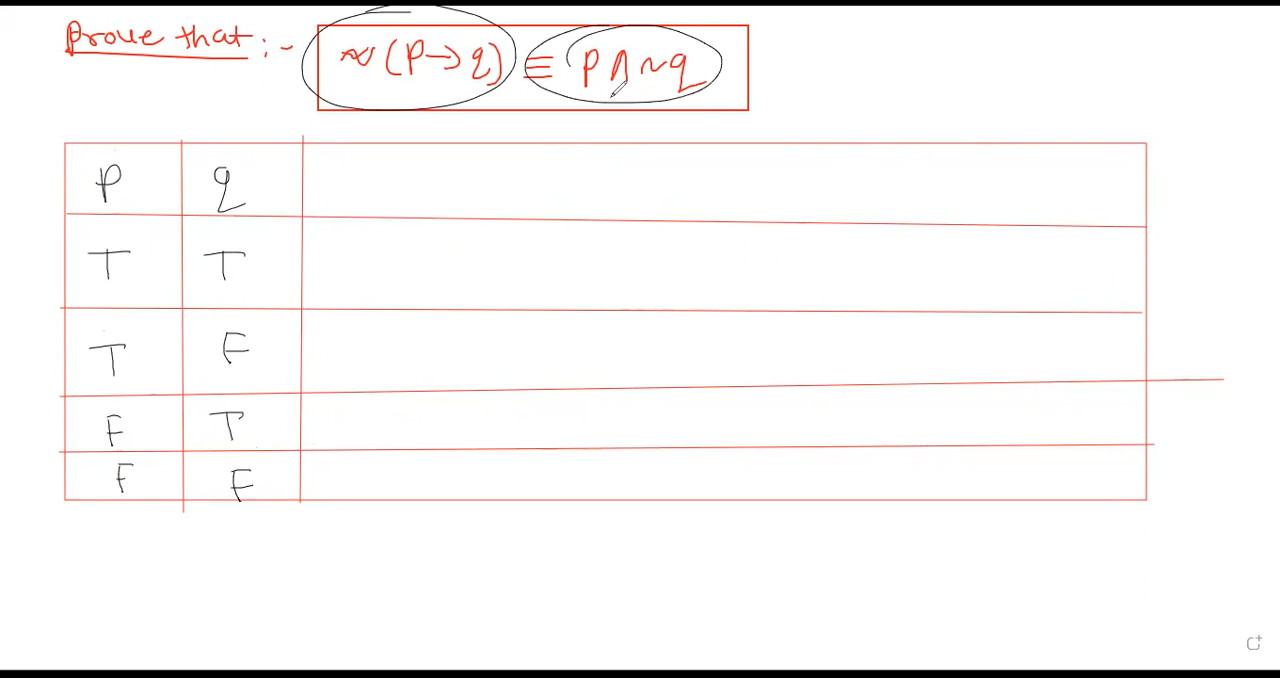 Prove that :-
~(P→q) ≡ P∧~q
P q
T T
T F
F T
F F